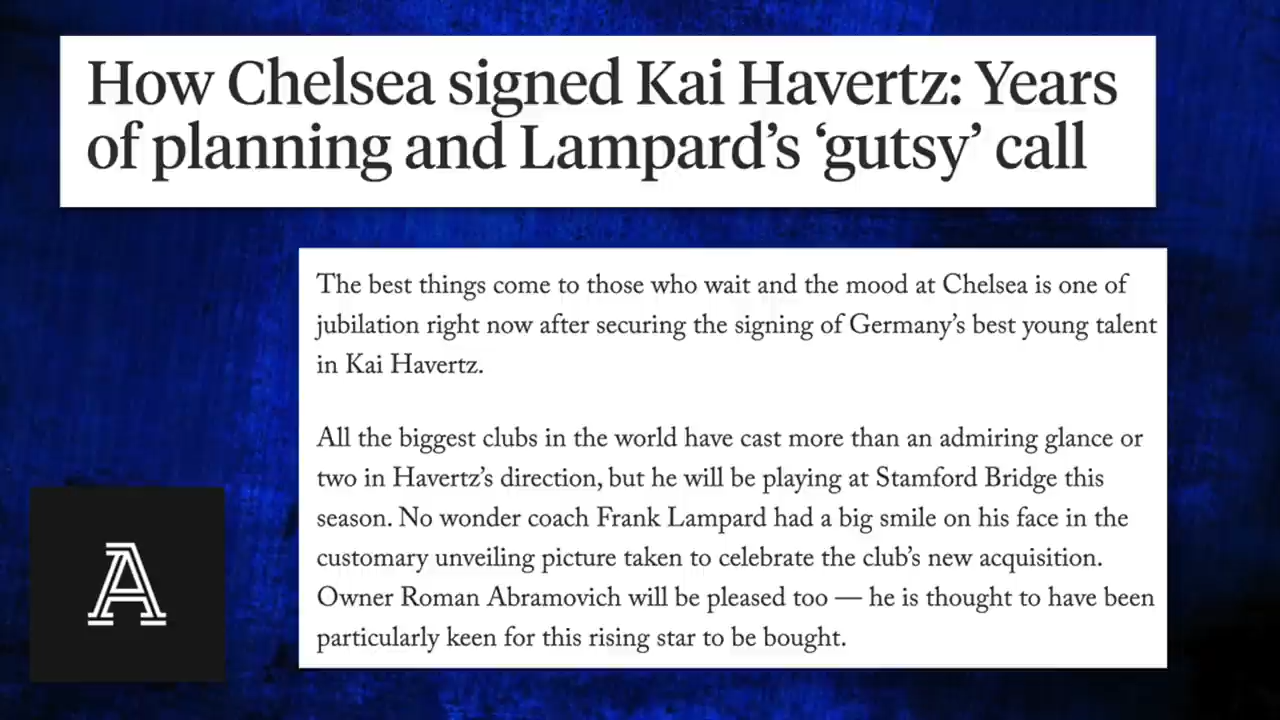 How Chelsea signed Kai Havertz: Years
of planning and Lampard’s ‘gutsy’ call
The best things come to those who wait and the mood at Chelsea is one of
jubilation right now after securing the signing of Germany’s best young talent
in Kai Havertz.
All the biggest clubs in the world have cast more than an admiring glance or
two in Havertz’s direction, but he will be playing at Stamford Bridge this
season. No wonder coach Frank Lampard had a big smile on his face in the
customary unveiling picture taken to celebrate the club’s new acquisition.
Owner Roman Abramovich will be pleased too — he is thought to have been
particularly keen for this rising star to be bought.
A